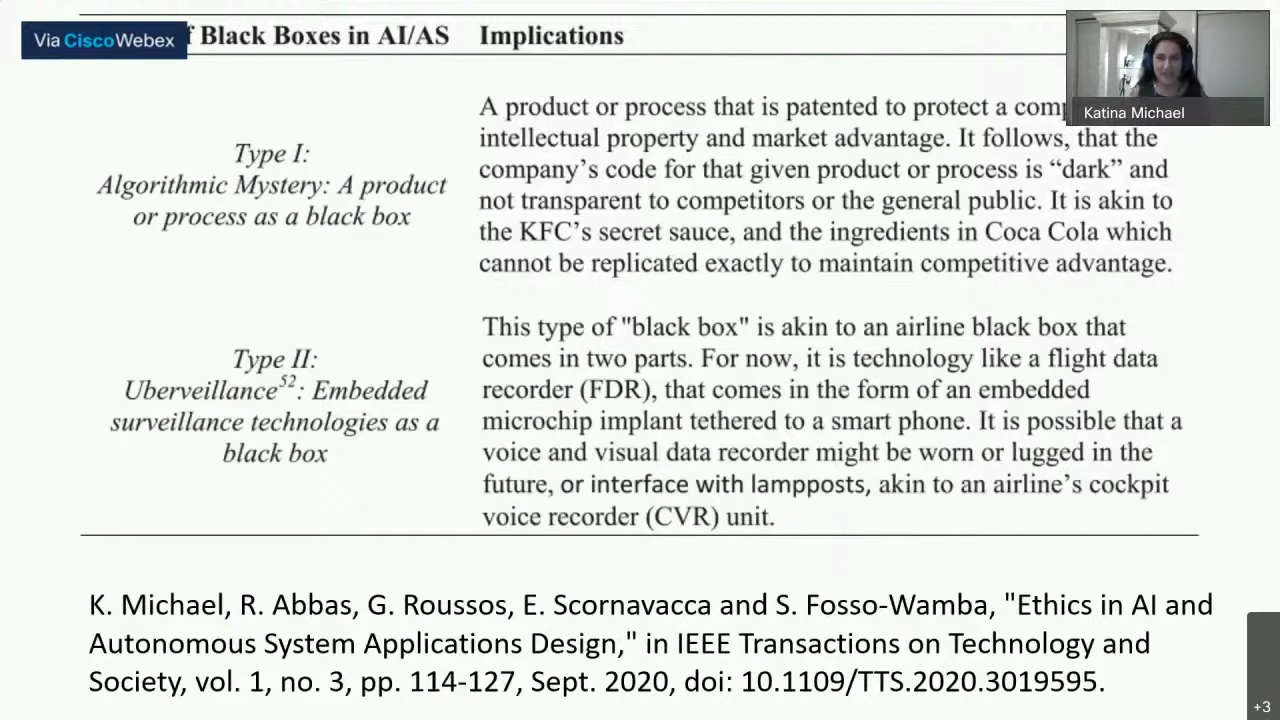 Via CiscoWebex
f Black Boxes in AI/AS Implications
Katina Michael
Type I:
Algorithmic Mystery: A product
or process as a black box
A product or process that is patented to protect a comp
intellectual property and market advantage. It follows, that the
company’s code for that given product or process is “dark” and
not transparent to competitors or the general public. It is akin to
the KFC’s secret sauce, and the ingredients in Coca Cola which
cannot be replicated exactly to maintain competitive advantage.
Type II:
Uberveillance52: Embedded
surveillance technologies as a
black box
This type of "black box" is akin to an airline black box that
comes in two parts. For now, it is technology like a flight data
recorder (FDR), that comes in the form of an embedded
microchip implant tethered to a smart phone. It is possible that a
voice and visual data recorder might be worn or lugged in the
future, or interface with lampposts, akin to an airline’s cockpit
voice recorder (CVR) unit.
K. Michael, R. Abbas, G. Roussos, E. Scornavacca and S. Fosso-Wamba, "Ethics in AI and
Autonomous System Applications Design," in IEEE Transactions on Technology and
Society, vol. 1, no. 3, pp. 114-127, Sept. 2020, doi: 10.1109/TTS.2020.3019595.
+3